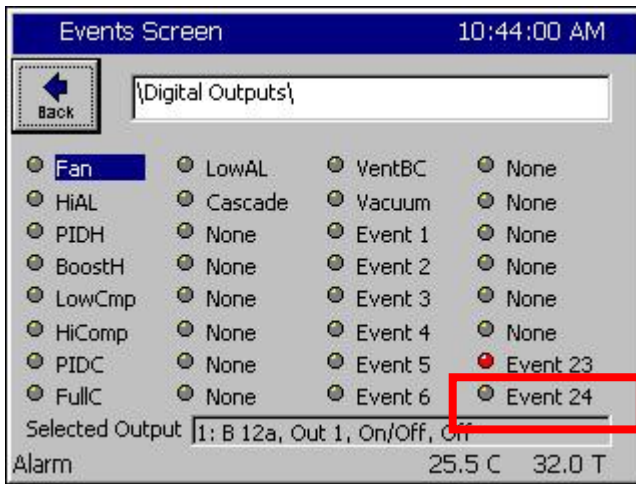 Events Screen 10:44:00 AM
Back \Digital Outputs\
Fan LowAL VentBC None
HiAL Cascade Vacuum None
PIDH None Event 1 None
BoostH None Event 2 None
LowCmp None Event 3 None
HiComp None Event 4 None
PIDC None Event 5 Event 23
FullC None Event 6 Event 24
Selected Output 1: B 12a, Out 1, On/Off, Off
Alarm 25.5 C 32.0 T